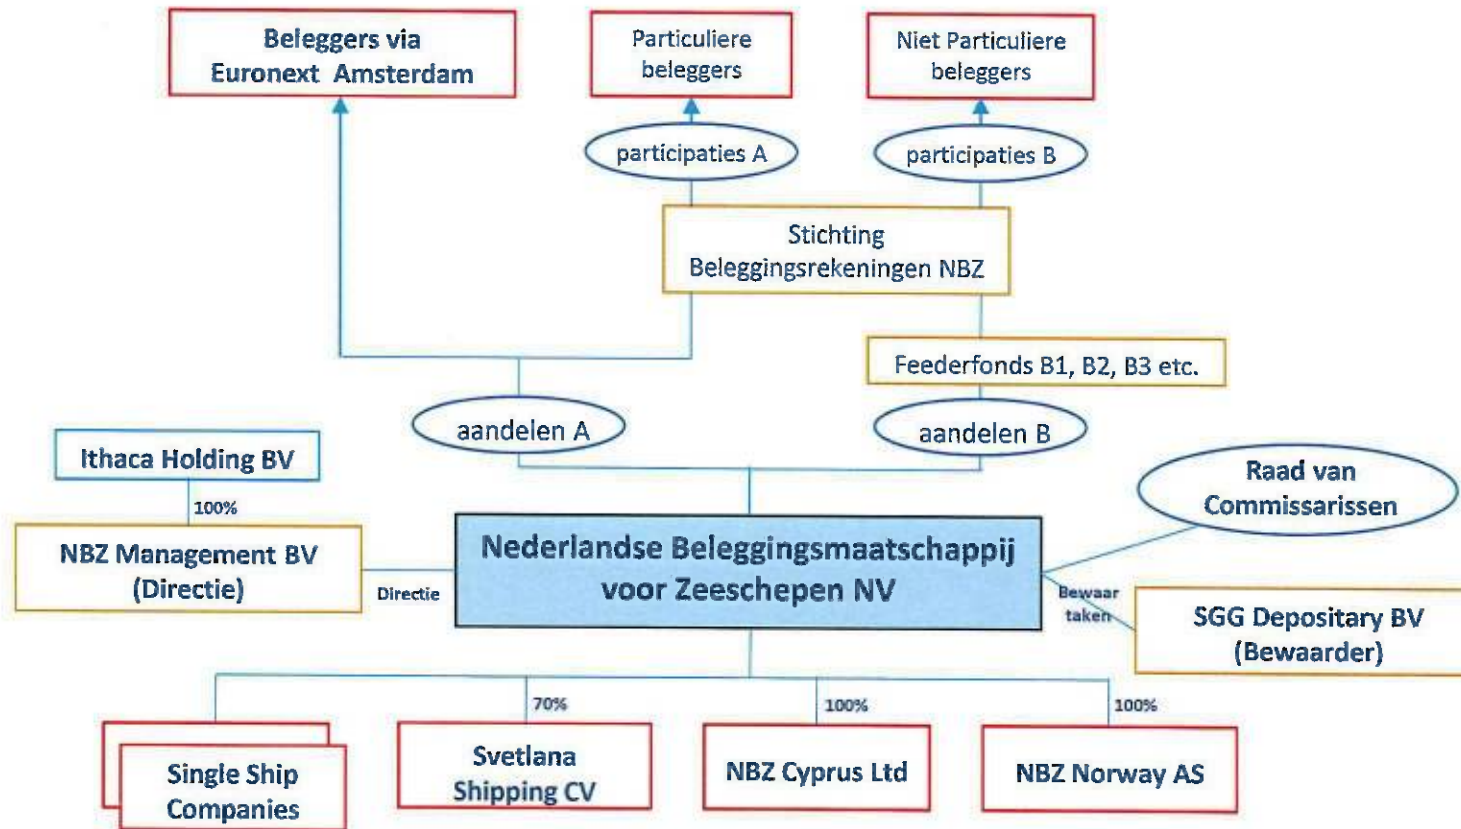 Beleggers via
Euronext Amsterdam
Particuliere
beleggers
Niet Particuliere
beleggers
participaties A
participaties B
Stichting
Beleggingsrekeningen NBZ
Feederfonds B1, B2, B3 etc.
aandelen A
aandelen B
Ithaca Holding BV
100%
NBZ Management BV
(Directie)
Directie
Nederlandse Beleggingsmaatschappij
voor Zeeschepen NV
Raad van
Commissarissen
Bewaar
taken
SGG Depositary BV
(Bewaarder)
70%
100%
100%
Single Ship
Companies
Svetlana
Shipping CV
NBZ Cyprus Ltd
NBZ Norway AS